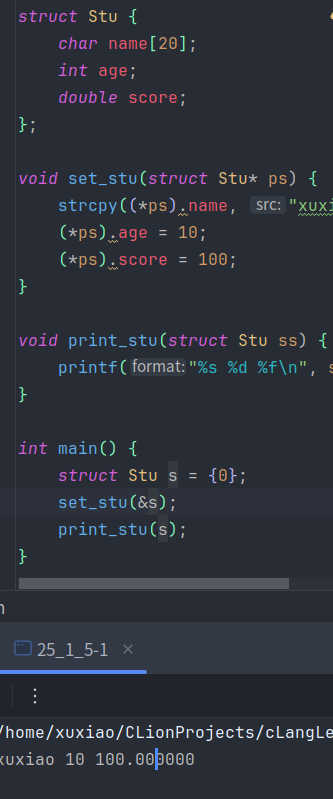 struct Stu {
char name[20];
int age;
double score;
};
void set_stu(struct Stu* ps) {
strcpy((*ps).name, src: "xuxi
(*ps).age = 10;
(*ps).score = 100;
}
void print_stu(struct Stu ss) {
printf(format: "%s %d %f\n", s
}
int main() {
struct Stu s = {0};
set_stu(&s);
print_stu(s);
}
25_1_5-1 ×
/home/xuxiao/CLionProjects/cLangLe
xuxiao 10 100.000000